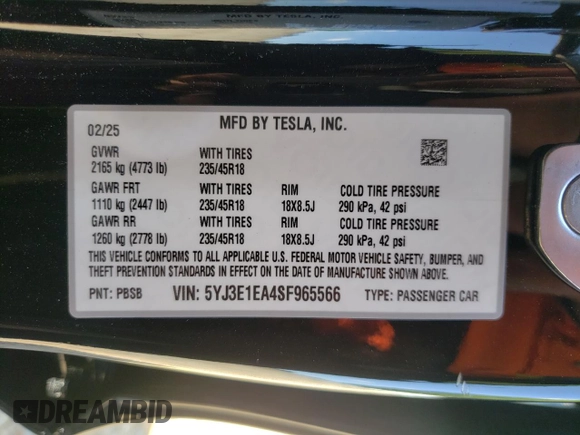 MFD BY TESLA, INC.
02/25
GVWR WITH TIRES
2165 kg (4773 lb) 235/45R18
GAWR FRT WITH TIRES RIM COLD TIRE PRESSURE
1110 kg (2447 lb) 235/45R18 18X8.5J 290 kPa, 42 psi
GAWR RR WITH TIRES RIM COLD TIRE PRESSURE
1260 kg (2778 lb) 235/45R18 18X8.5J 290 kPa, 42 psi
THIS VEHICLE CONFORMS TO ALL APPLICABLE U.S. FEDERAL MOTOR VEHICLE SAFETY, BUMPER, AND
THEFT PREVENTION STANDARDS IN EFFECT ON THE DATE OF MANUFACTURE SHOWN ABOVE.
PNT: PBSB VIN: 5YJ3E1EA4SF965566 TYPE: PASSENGER CAR
DREAMBID